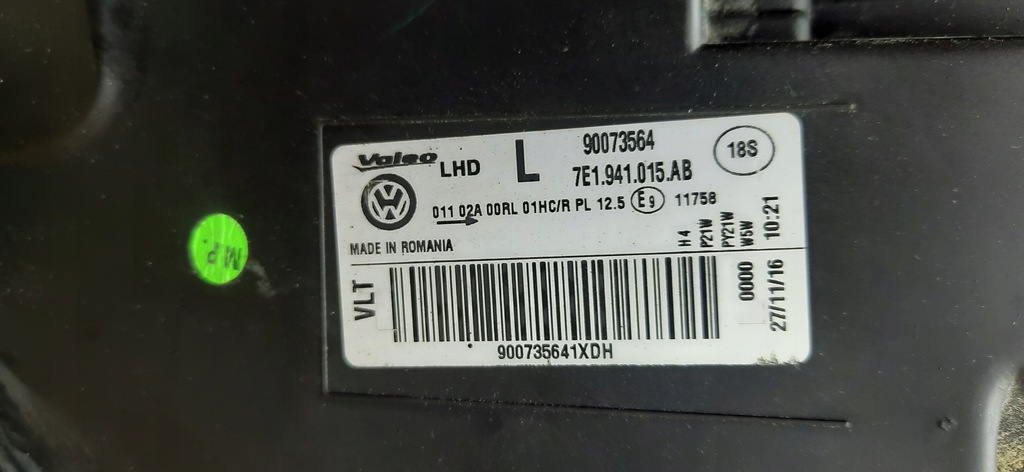 Valeo LHD L 90073564 18S
7E1.941.015.AB
011 02A 00RL 01HC/R PL 12.5 E9 11758
MADE IN ROMANIA
H4
P21W
PY21W
W5W
10:21
VLT
0000
27/11/16
900735641XDH
M.P.